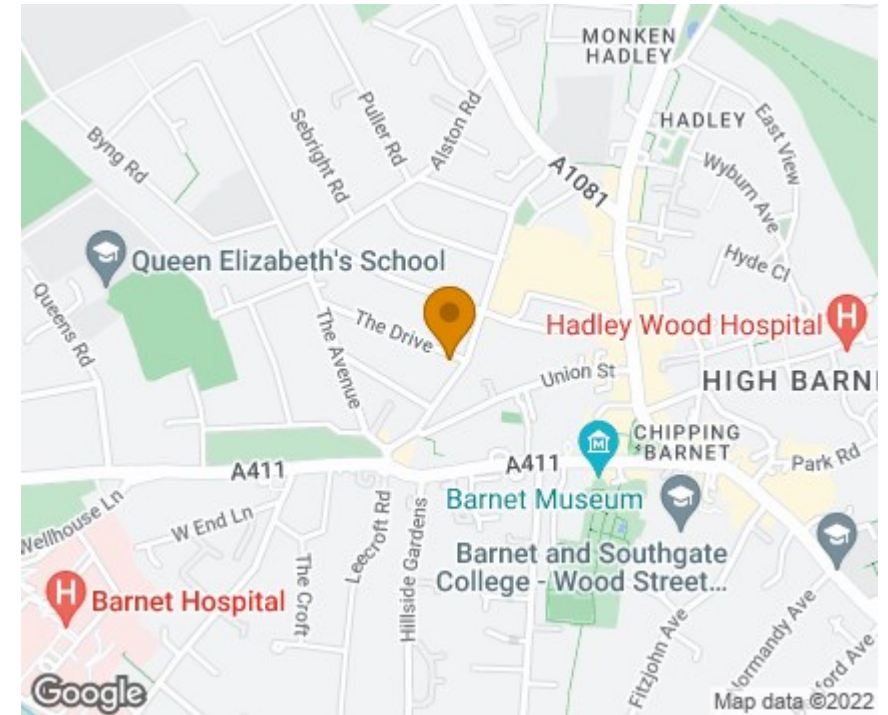 MONKEN
HADLEY
Puller Rd
Alston Rd
Sebright Rd
Byng Rd
HADLEY
East View
Wyburn Ave
A1081
Hyde Cl
Queen Elizabeth's School
Queens Rd
The Drive
The Avenue
Hadley Wood Hospital
Union St
HIGH BARN
CHIPPING
BARNET
A411
A411
Park Rd
Barnet Museum
Wellhouse Ln
W End Ln
Leecroft Rd
Hillside Gardens
The Croft
Barnet and Southgate
College - Wood Street...
Barnet Hospital
Fitzjohn Ave
Normandy Ave
ford Ave
Google
Map data ©2022